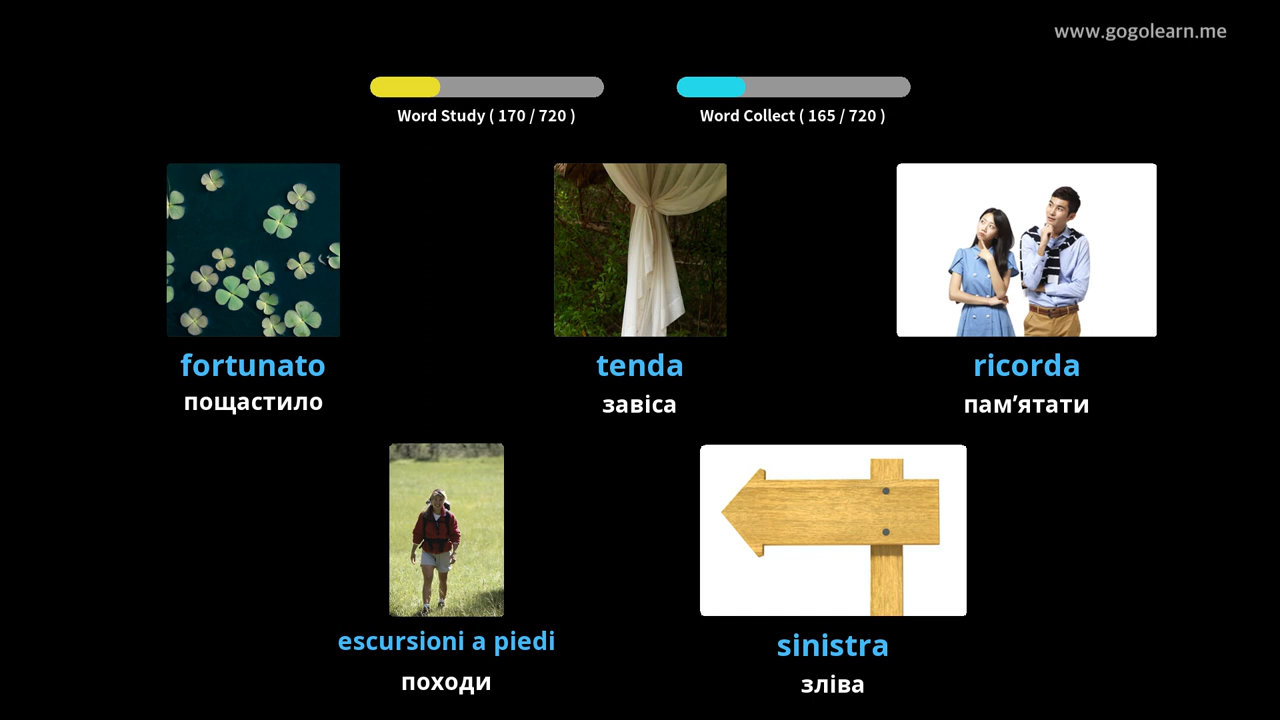 www.gogolearn.me
Word Study ( 170 / 720 )
Word Collect ( 165 / 720 )
fortunato
пощастило
tenda
завіса
ricorda
пам’ятати
escursioni a piedi
походи
sinistra
зліва